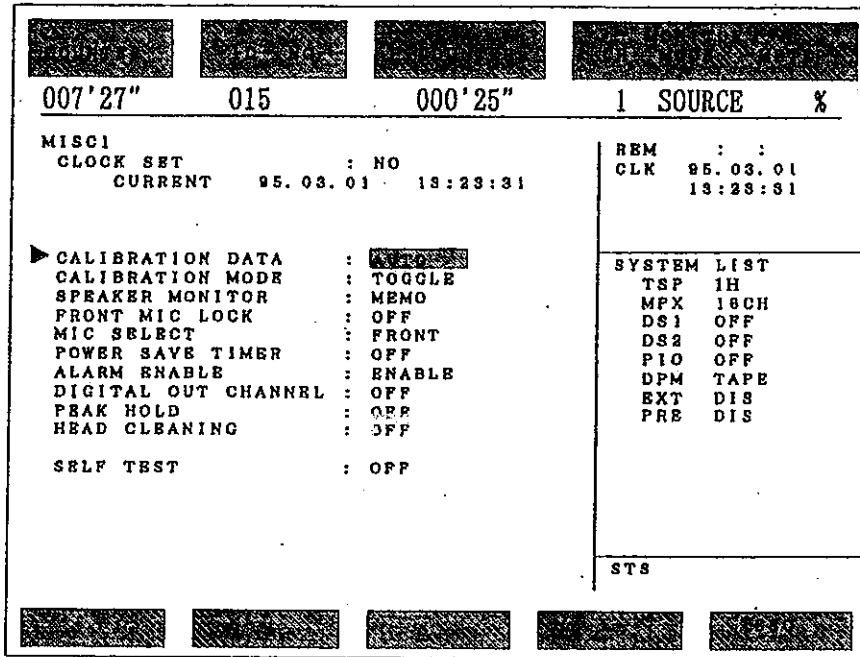 007'27" 015 000'25" 1 SOURCE %
MISC1
CLOCK SET : NO
CURRENT 95.03.01 13:23:31
CALIBRATION DATA : AUTO
CALIBRATION MODE : TOGGLE
SPEAKER MONITOR : MEMO
FRONT MIC LOCK : OFF
MIC SELECT : FRONT
POWER SAVE TIMER : OFF
ALARM ENABLE : ENABLE
DIGITAL OUT CHANNEL : OFF
PEAK HOLD : OFF
HEAD CLEANING : OFF
SELF TEST : OFF
REM : :
CLK 95.03.01
13:23:31
SYSTEM LIST
TSP 1H
MPX 16CH
DS1 OFF
DS2 OFF
PIO OFF
DPM TAPE
EXT DIS
PRE DIS
STS